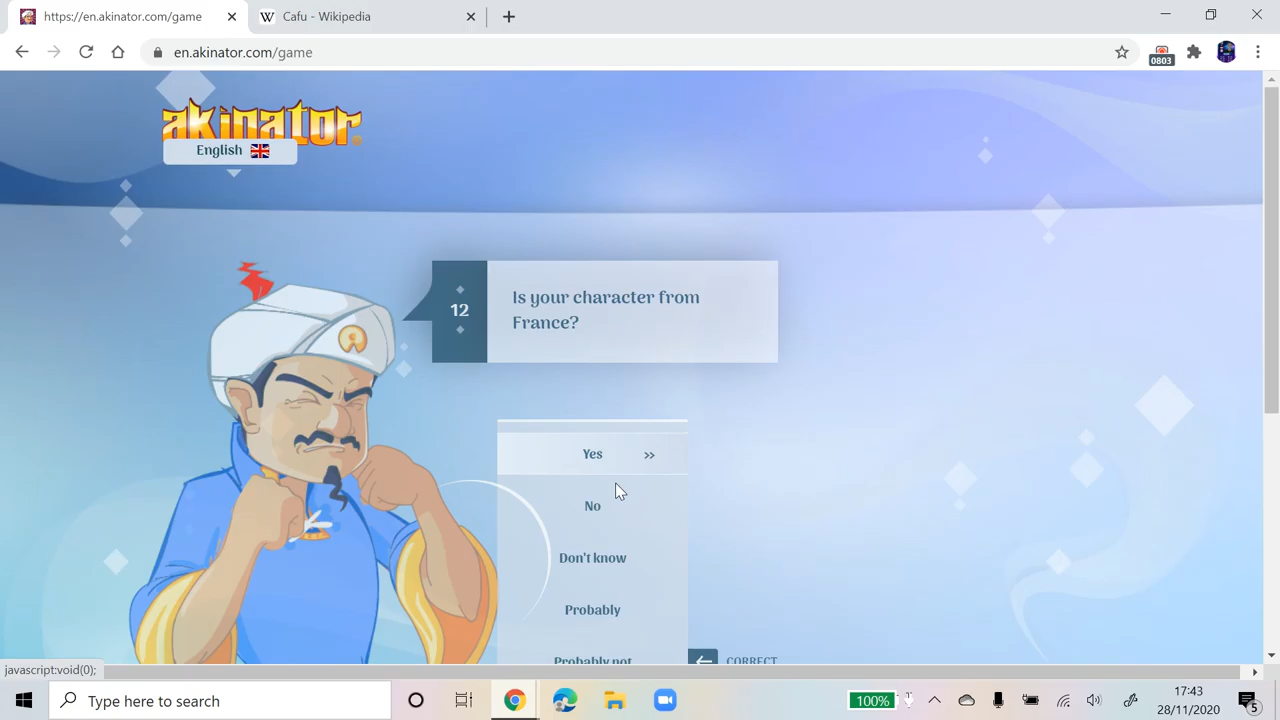 https://en.akinator.com/game
Cafu - Wikipedia
en.akinator.com/game
0803
akinator
English
12
Is your character from
France?
Yes >>
No
Don't know
Probably
Probably not
CORRECT
javascript:void(0);
Type here to search
100%
17:43
28/11/2020
5